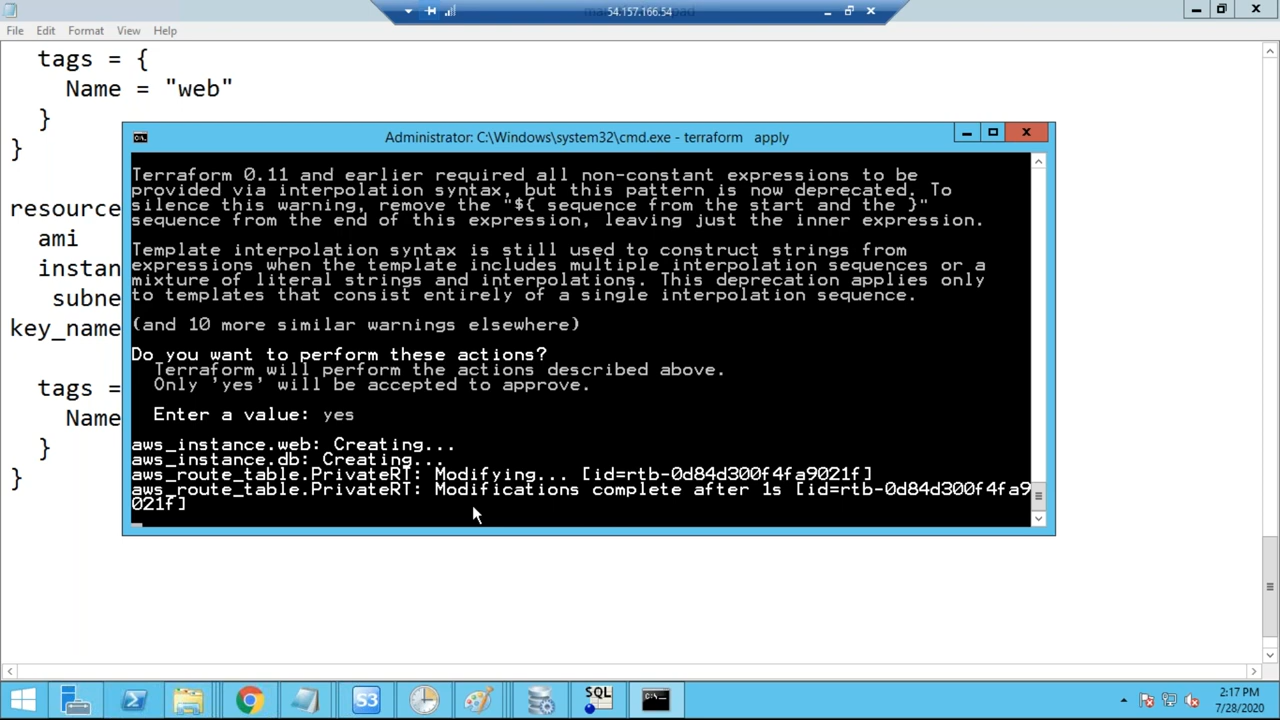 54.157.166.54
File Edit Format View Help
tags = {
Name = "web"
}
}
resource
ami
instan
subne
key_name
tags =
Name
}
}
Administrator: C:\Windows\system32\cmd.exe - terraform apply
Terraform 0.11 and earlier required all non-constant expressions to be
provided via interpolation syntax, but this pattern is now deprecated. To
silence this warning, remove the "${ sequence from the start and the }"
sequence from the end of this expression, leaving just the inner expression.
Template interpolation syntax is still used to construct strings from
expressions when the template includes multiple interpolation sequences or a
mixture of literal strings and interpolations. This deprecation applies only
to templates that consist entirely of a single interpolation sequence.
(and 10 more similar warnings elsewhere)
Do you want to perform these actions?
Terraform will perform the actions described above.
Only 'yes' will be accepted to approve.
Enter a value: yes
aws_instance.web: Creating...
aws_instance.db: Creating...
aws_route_table.PrivateRT: Modifying... [id=rtb-0d84d300f4fa9021f]
aws_route_table.PrivateRT: Modifications complete after 1s [id=rtb-0d84d300f4fa9
021f]
S3
SQL
2:17 PM
7/28/2020